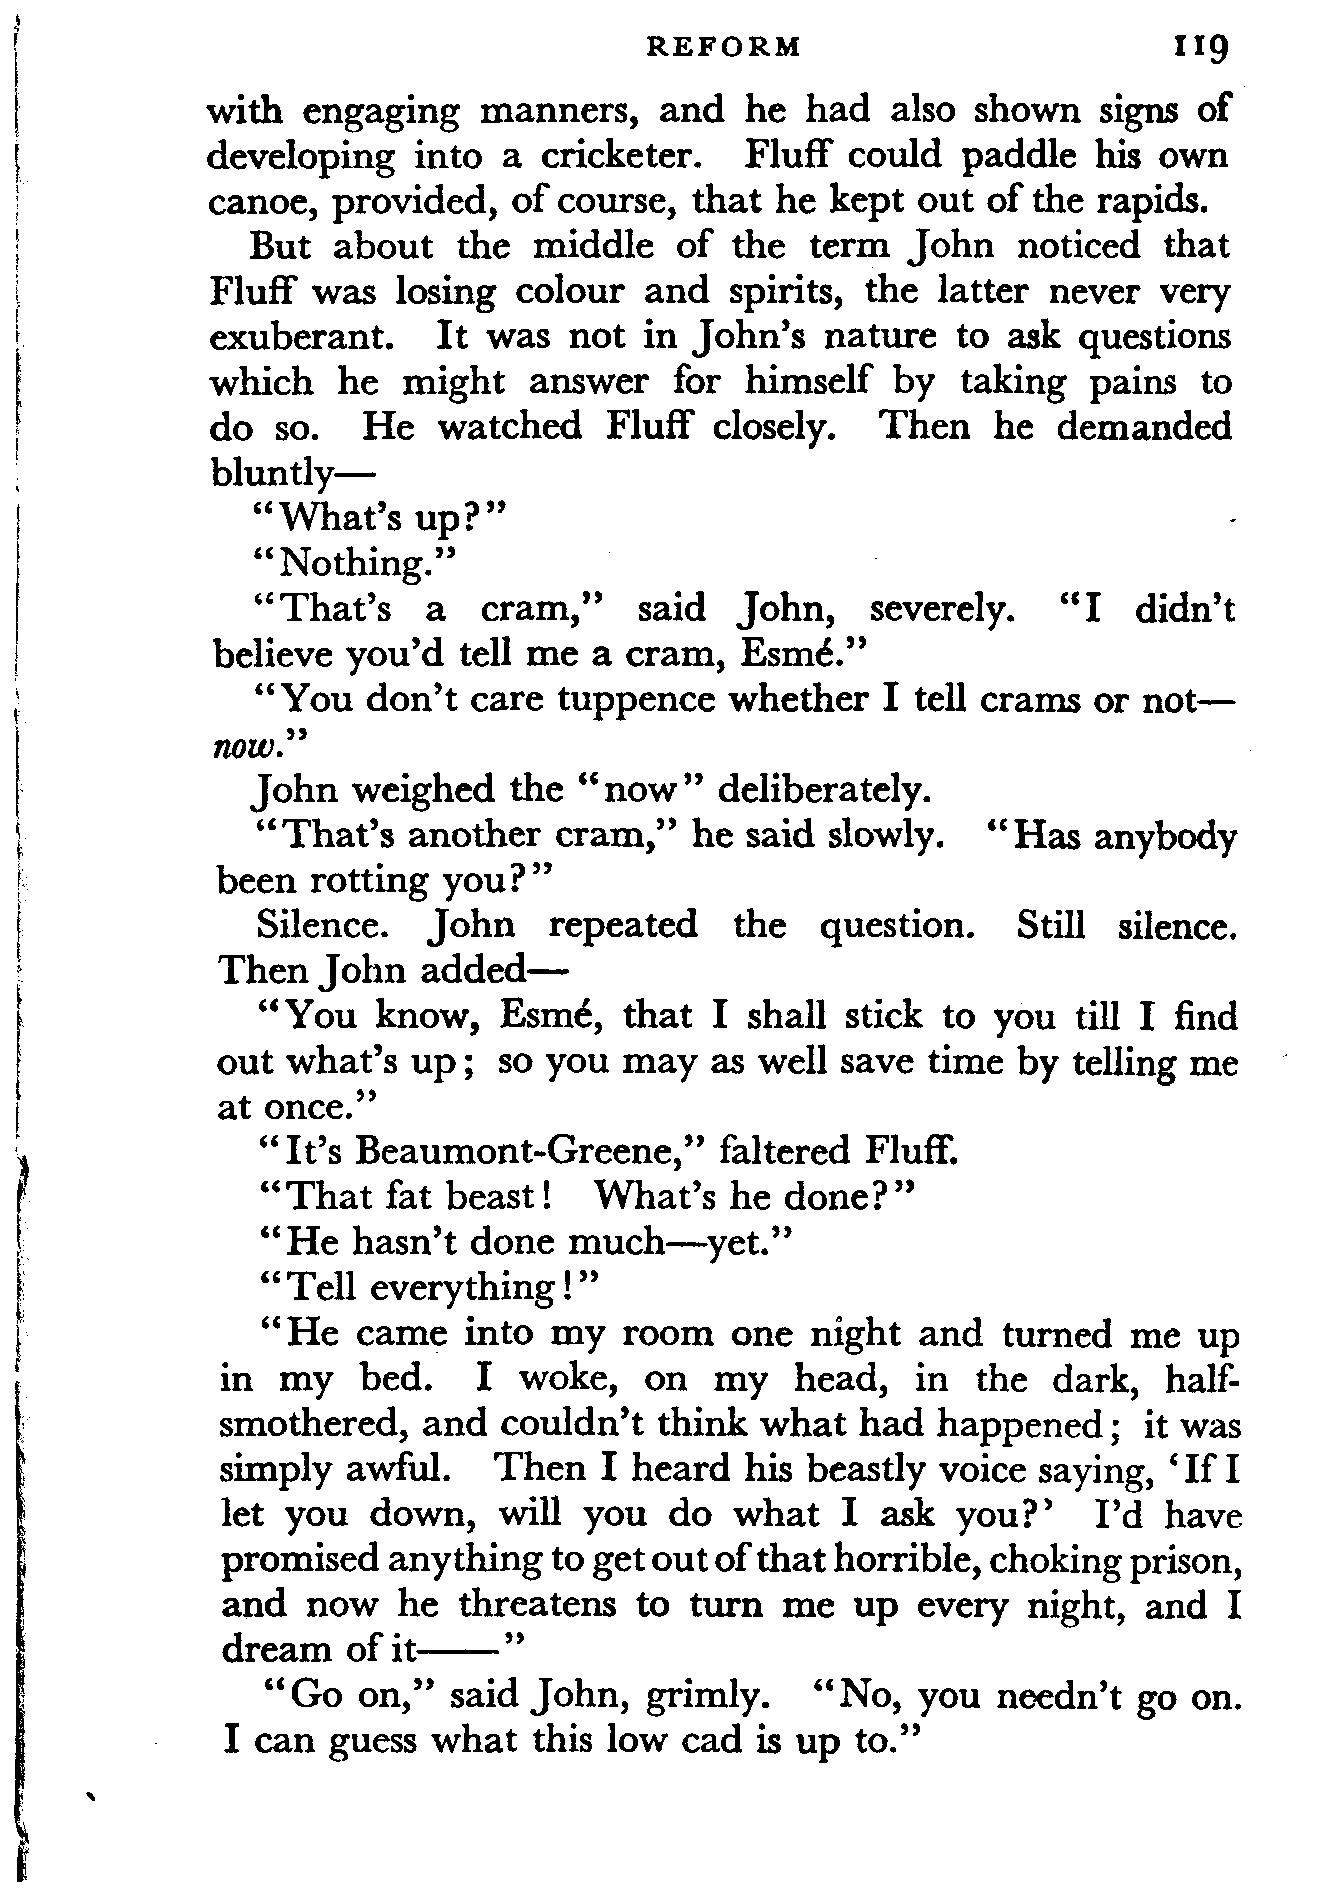 REFORM 119
with engaging manners, and he had also shown signs of
developing into a cricketer. Fluff could paddle his own
canoe, provided, of course, that he kept out of the rapids.
But about the middle of the term John noticed that
Fluff was losing colour and spirits, the latter never very
exuberant. It was not in John's nature to ask questions
which he might answer for himself by taking pains to
do so. He watched Fluff closely. Then he demanded
bluntly—
"What's up?"
"Nothing."
"That's a cram," said John, severely. "I didn't
believe you'd tell me a cram, Esmé."
"You don't care tuppence whether I tell crams or not—
now."
John weighed the "now" deliberately.
"That's another cram," he said slowly. "Has anybody
been rotting you?"
Silence. John repeated the question. Still silence.
Then John added—
"You know, Esmé, that I shall stick to you till I find
out what's up; so you may as well save time by telling me
at once."
"It's Beaumont-Greene," faltered Fluff.
"That fat beast! What's he done?"
"He hasn't done much—yet."
"Tell everything!"
"He came into my room one night and turned me up
in my bed. I woke, on my head, in the dark, half-
smothered, and couldn't think what had happened; it was
simply awful. Then I heard his beastly voice saying, 'If I
let you down, will you do what I ask you?' I'd have
promised anything to get out of that horrible, choking prison,
and now he threatens to turn me up every night, and I
dream of it——"
"Go on," said John, grimly. "No, you needn't go on.
I can guess what this low cad is up to."